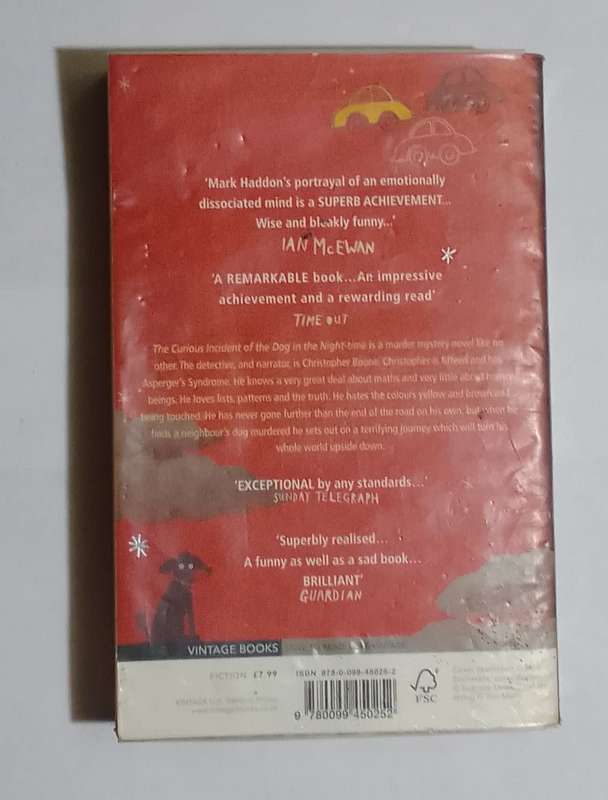 'Mark Haddon's portrayal of an emotionally
dissociated mind is a SUPERB ACHIEVEMENT...
Wise and bleakly funny...'
IAN McEWAN
'A REMARKABLE book...An impressive
achievement and a rewarding read'
TIME OUT
The Curious Incident of the Dog in the Night-time is a murder mystery novel like no
other. The detective, and narrator, is Christopher Boone. Christopher is fifteen and has
Asperger's Syndrome. He knows a very great deal about maths and very little about human
beings. He loves lists, patterns and the truth. He hates the colours yellow and brown and
being touched. He has never gone further than the end of the road on his own, but when he
finds a neighbour's dog murdered he sets out on a terrifying journey which will turn his
whole world upside down.
'EXCEPTIONAL by any standards...'
SUNDAY TELEGRAPH
'Superbly realised...
A funny as well as a sad book...
BRILLIANT'
GUARDIAN
VINTAGE BOOKS
FICTION £7.99
ISBN 978-0-099-45025-2
FSC
9 780099 450252